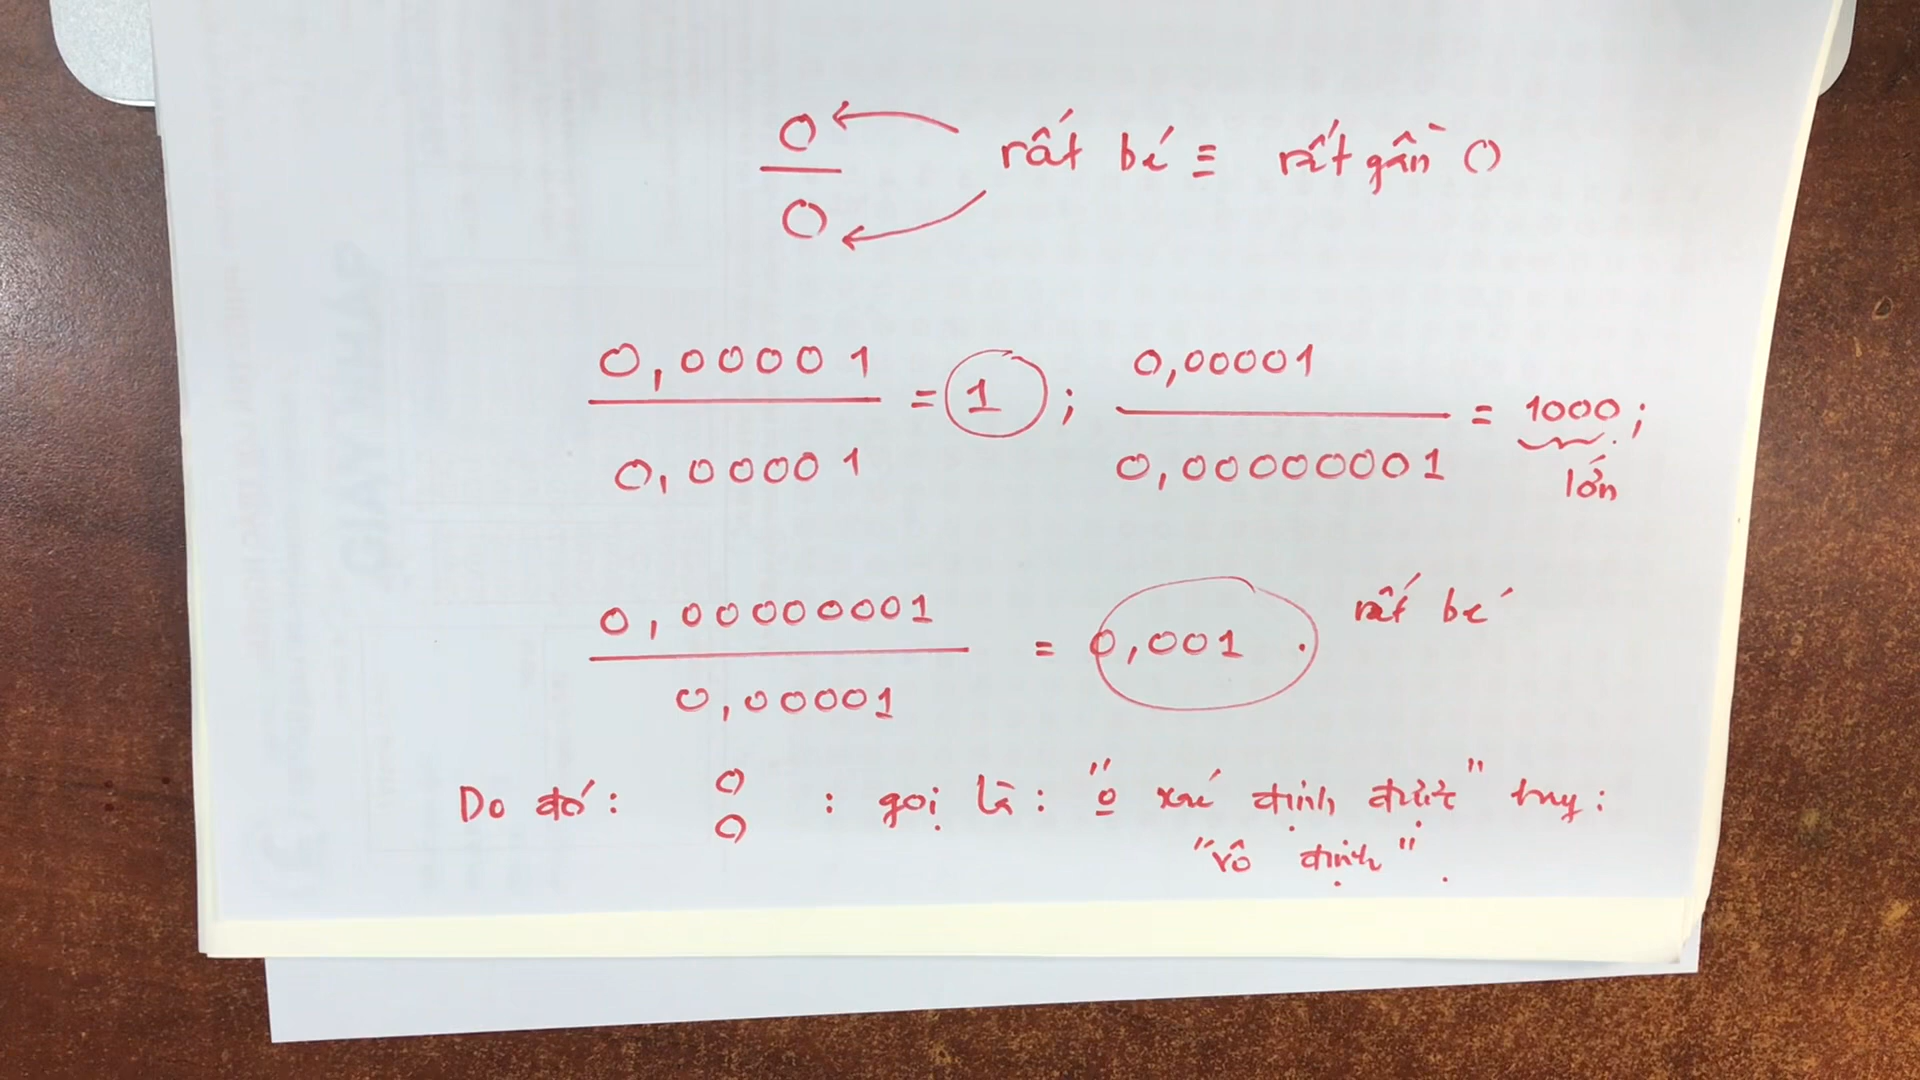 0
0
rất bé ≡ rất gần 0
0,00001
0,00001
= 1 ;
0,00001
0,00000001
= 1000 ;
lớn
0,00000001
0,00001
= 0,001 .
rất bé
Do đó : 0 : gọi là : "o xác định được" hay :
0
"vô định" .